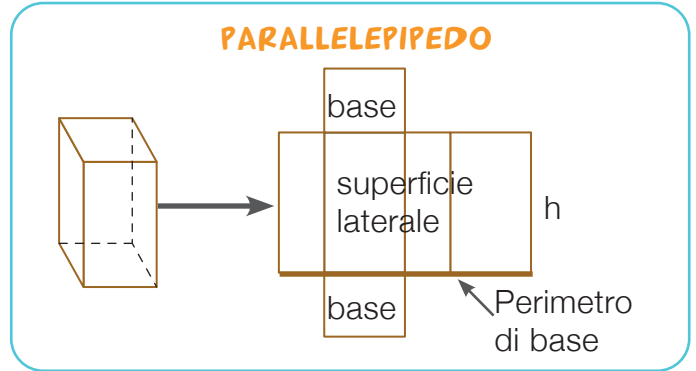 PARALLELEPIPEDO
base
superficie
laterale
h
base
Perimetro
di base